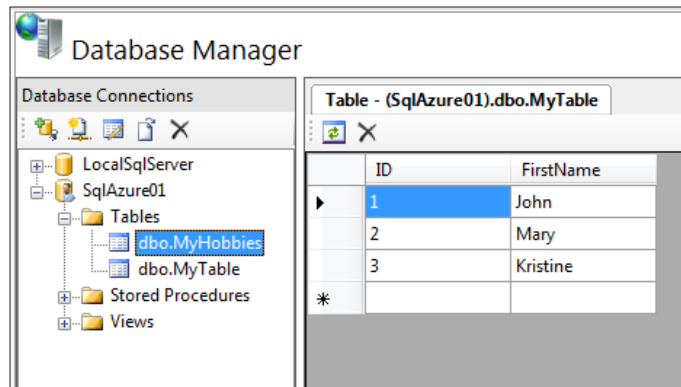 Database Manager
Database Connections
LocalSqlServer
SqlAzure01
Tables
dbo.MyHobbies
dbo.MyTable
Stored Procedures
Views
Table - (SqlAzure01).dbo.MyTable
ID FirstName
1 John
2 Mary
3 Kristine